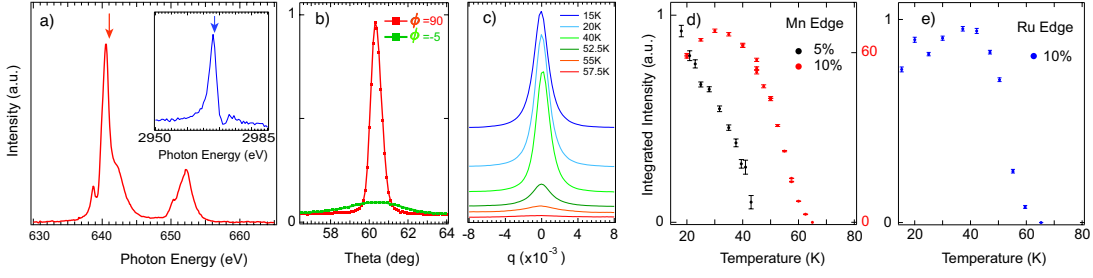 a)
Intensity (a.u.)
2950
2985
Photon Energy (eV)
630
640
650
660
Photon Energy (eV)
b)
1
0
ϕ =90
ϕ =-5
56
60
64
Theta (deg)
c)
15K
20K
40K
52.5K
55K
57.5K
-8
-4
0
4
8
q (x10⁻³)
d)
Mn Edge
5%
10%
Integrated Intensity (a.u.)
1
0
60
0
20
40
60
80
Temperature (K)
e)
Ru Edge
10%
1
0
20
40
60
80
Temperature (K)